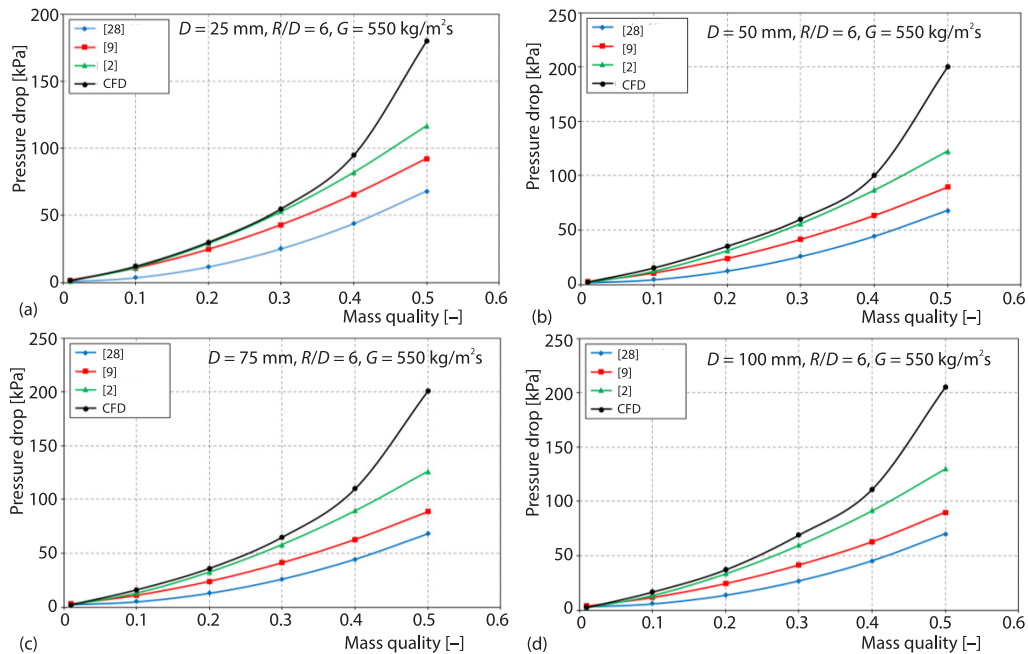 D = 25 mm, R/D = 6, G = 550 kg/m²s
[28]
[9]
[2]
CFD
Pressure drop [kPa]
200
150
100
50
0
0 0.1 0.2 0.3 0.4 0.5 0.6
Mass quality [–]
(a)
D = 50 mm, R/D = 6, G = 550 kg/m²s
[28]
[9]
[2]
CFD
Pressure drop [kPa]
250
200
150
100
50
0
0 0.1 0.2 0.3 0.4 0.5 0.6
Mass quality [–]
(b)
D = 75 mm, R/D = 6, G = 550 kg/m²s
[28]
[9]
[2]
CFD
Pressure drop [kPa]
250
200
150
100
50
0
0 0.1 0.2 0.3 0.4 0.5 0.6
Mass quality [–]
(c)
D = 100 mm, R/D = 6, G = 550 kg/m²s
[28]
[9]
[2]
CFD
Pressure drop [kPa]
250
200
150
100
50
0
0 0.1 0.2 0.3 0.4 0.5 0.6
Mass quality [–]
(d)